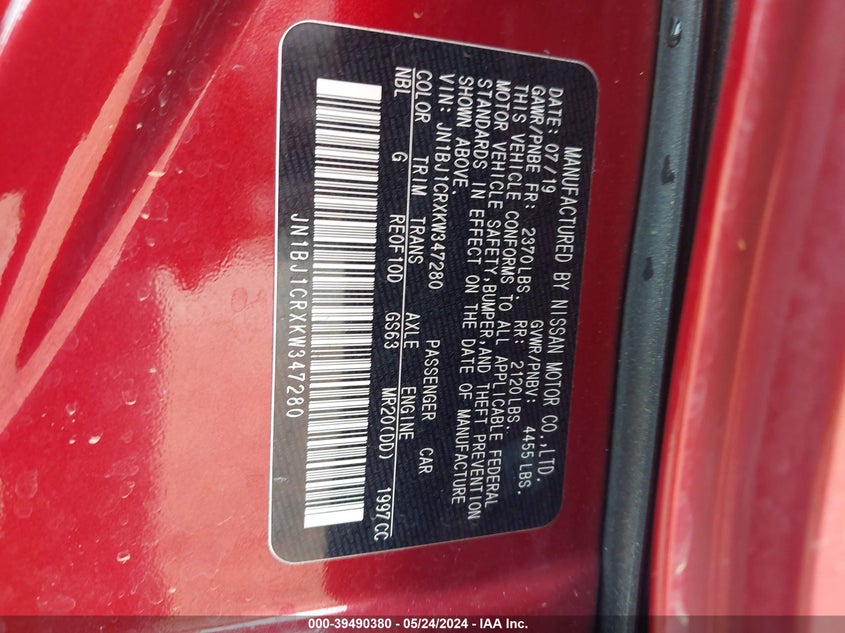 MANUFACTURED BY NISSAN MOTOR CO.,LTD.
DATE: 07/19 GVWR/PNBV: 4455 LBS.
GAWR/PNBE FR: 2370LBS. RR: 2120LBS.
THIS VEHICLE CONFORMS TO ALL APPLICABLE FEDERAL
MOTOR VEHICLE SAFETY,BUMPER,AND THEFT PREVENTION
STANDARDS IN EFFECT ON THE DATE OF MANUFACTURE
SHOWN ABOVE.
VIN: JN1BJ1CRXKW347280 PASSENGER CAR
COLOR TRIM TRANS AXLE ENGINE
NBL G RE0F10D GS63 MR20(DD) 1997CC
JN1BJ1CRXKW347280
000-39490380 - 05/24/2024 - IAA Inc.